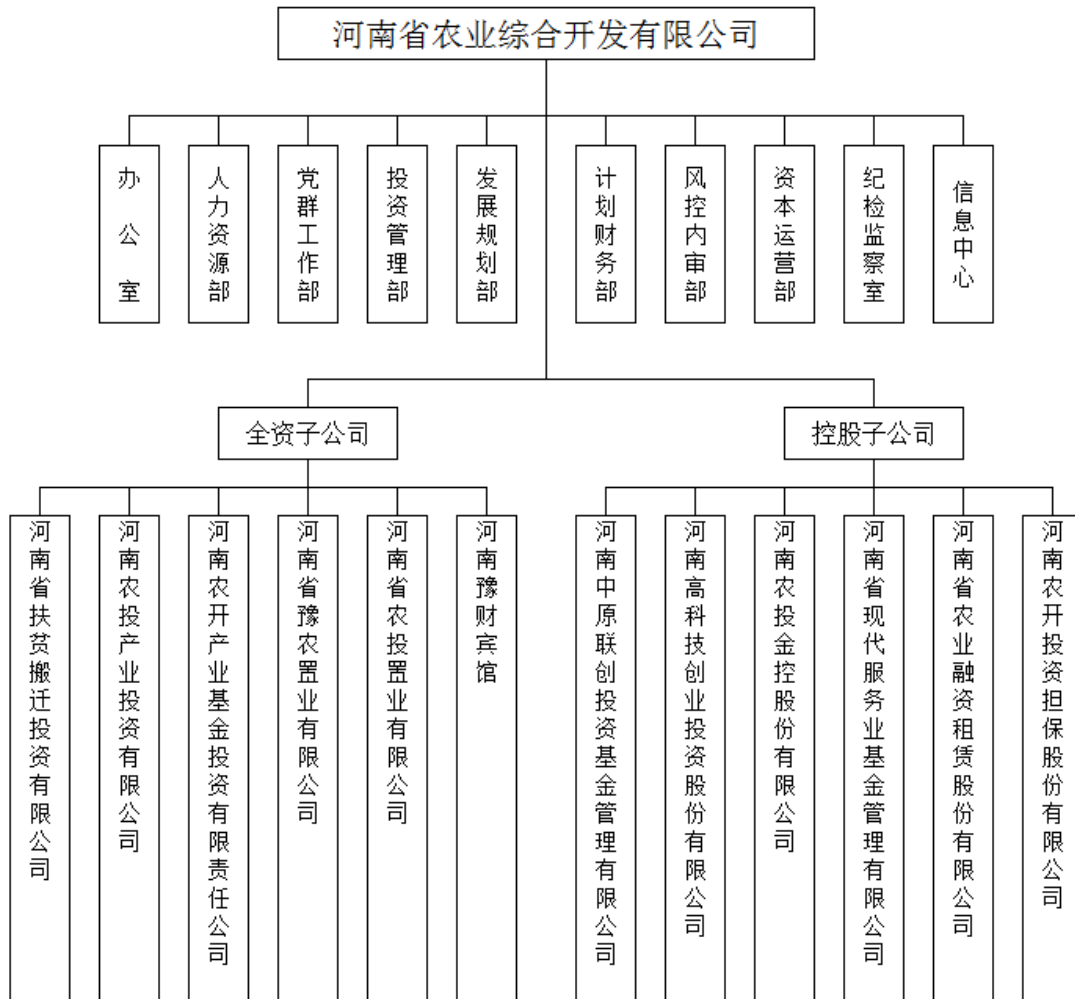 河南省农业综合开发有限公司
办公室
人力资源部
党群工作部
投资管理部
发展规划部
计划财务部
风控内审部
资本运营部
纪检监察室
信息中心
全资子公司
控股子公司
河南省扶贫搬迁投资有限公司
河南农投产业投资有限公司
河南农开产业基金投资有限责任公司
河南省豫农置业有限公司
河南省农投置业有限公司
河南豫财宾馆
河南中原联创投资基金管理有限公司
河南高科技创业投资股份有限公司
河南农投金控股份有限公司
河南省现代服务业基金管理有限公司
河南省农业融资租赁股份有限公司
河南农开投资担保股份有限公司